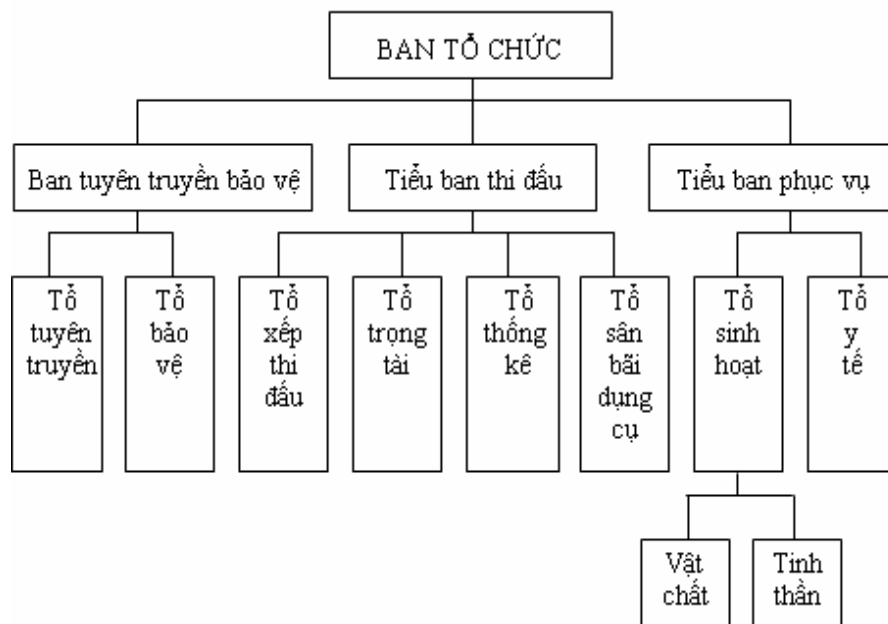 BAN TỔ CHỨC
Ban tuyên truyền bảo vệ
Tiểu ban thi đấu
Tiểu ban phục vụ
Tổ
tuyên
truyền
Tổ
bảo
vệ
Tổ
xếp
thi
đấu
Tổ
trọng
tài
Tổ
thống
kê
Tổ
sân
bãi
dụng
cụ
Tổ
sinh
hoạt
Tổ
y
tế
Vật
chất
Tinh
thần